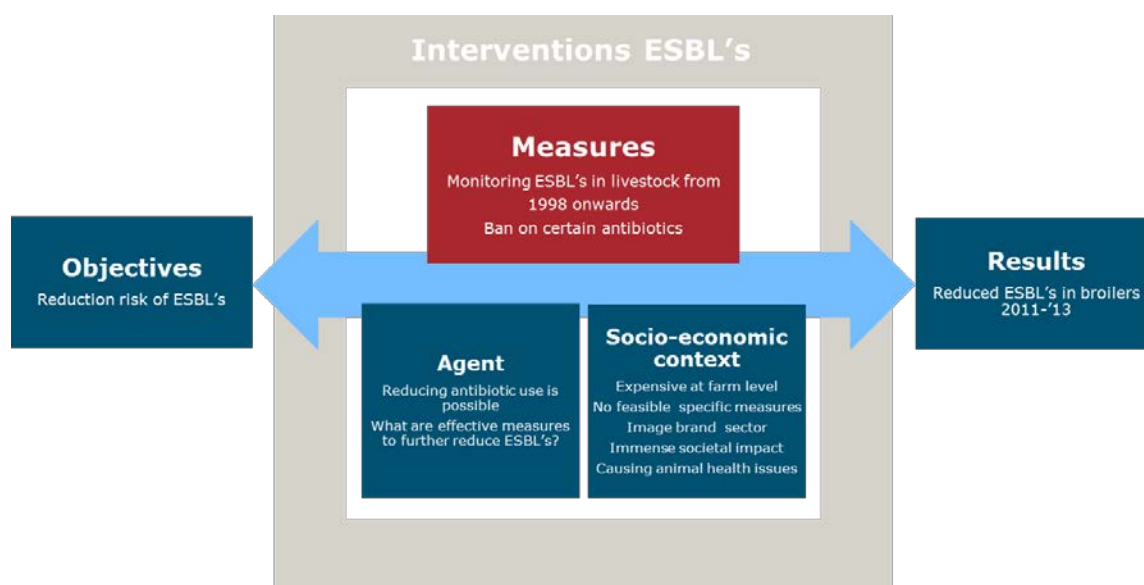 Interventions ESBL's
Measures
Monitoring ESBL's in livestock from
1998 onwards
Ban on certain antibiotics
Objectives
Reduction risk of ESBL's
Results
Reduced ESBL's in broilers
2011-'13
Agent
Reducing antibiotic use is
possible
What are effective measures
to further reduce ESBL's?
Socio-economic
context
Expensive at farm level
No feasible specific measures
Image brand sector
Immense societal impact
Causing animal health issues